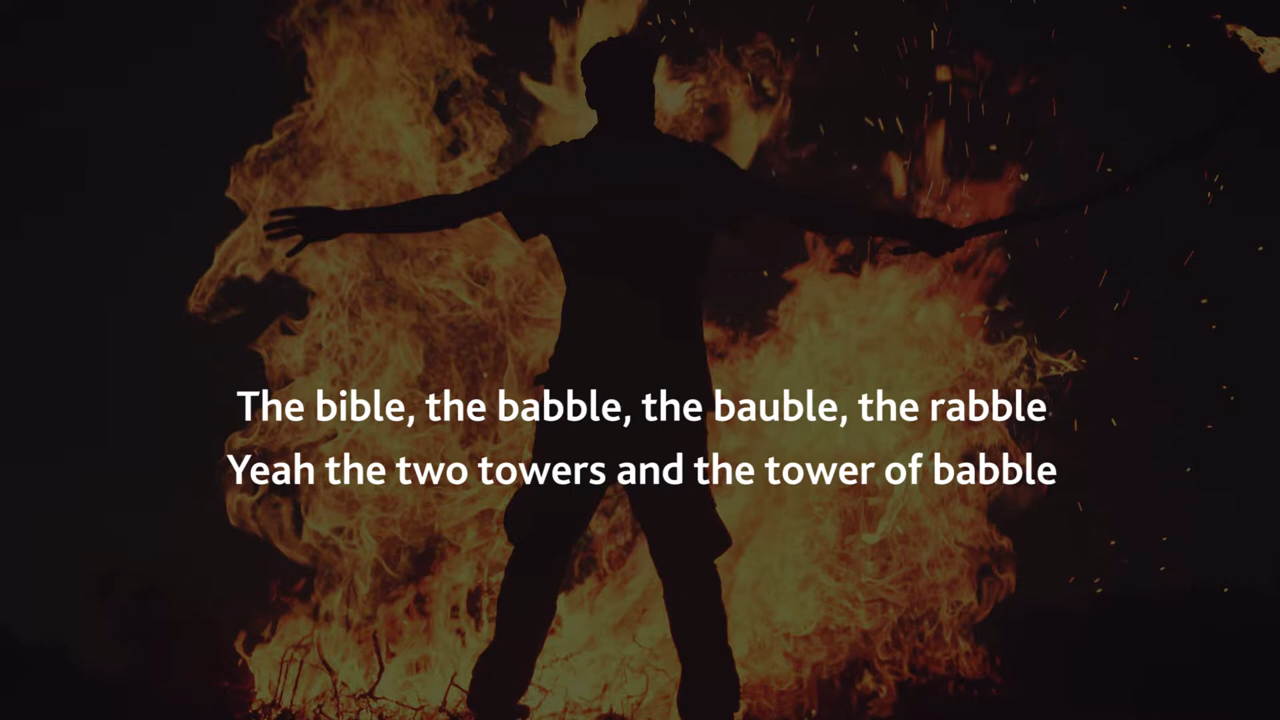 The bible, the babble, the bauble, the rabble
Yeah the two towers and the tower of babble